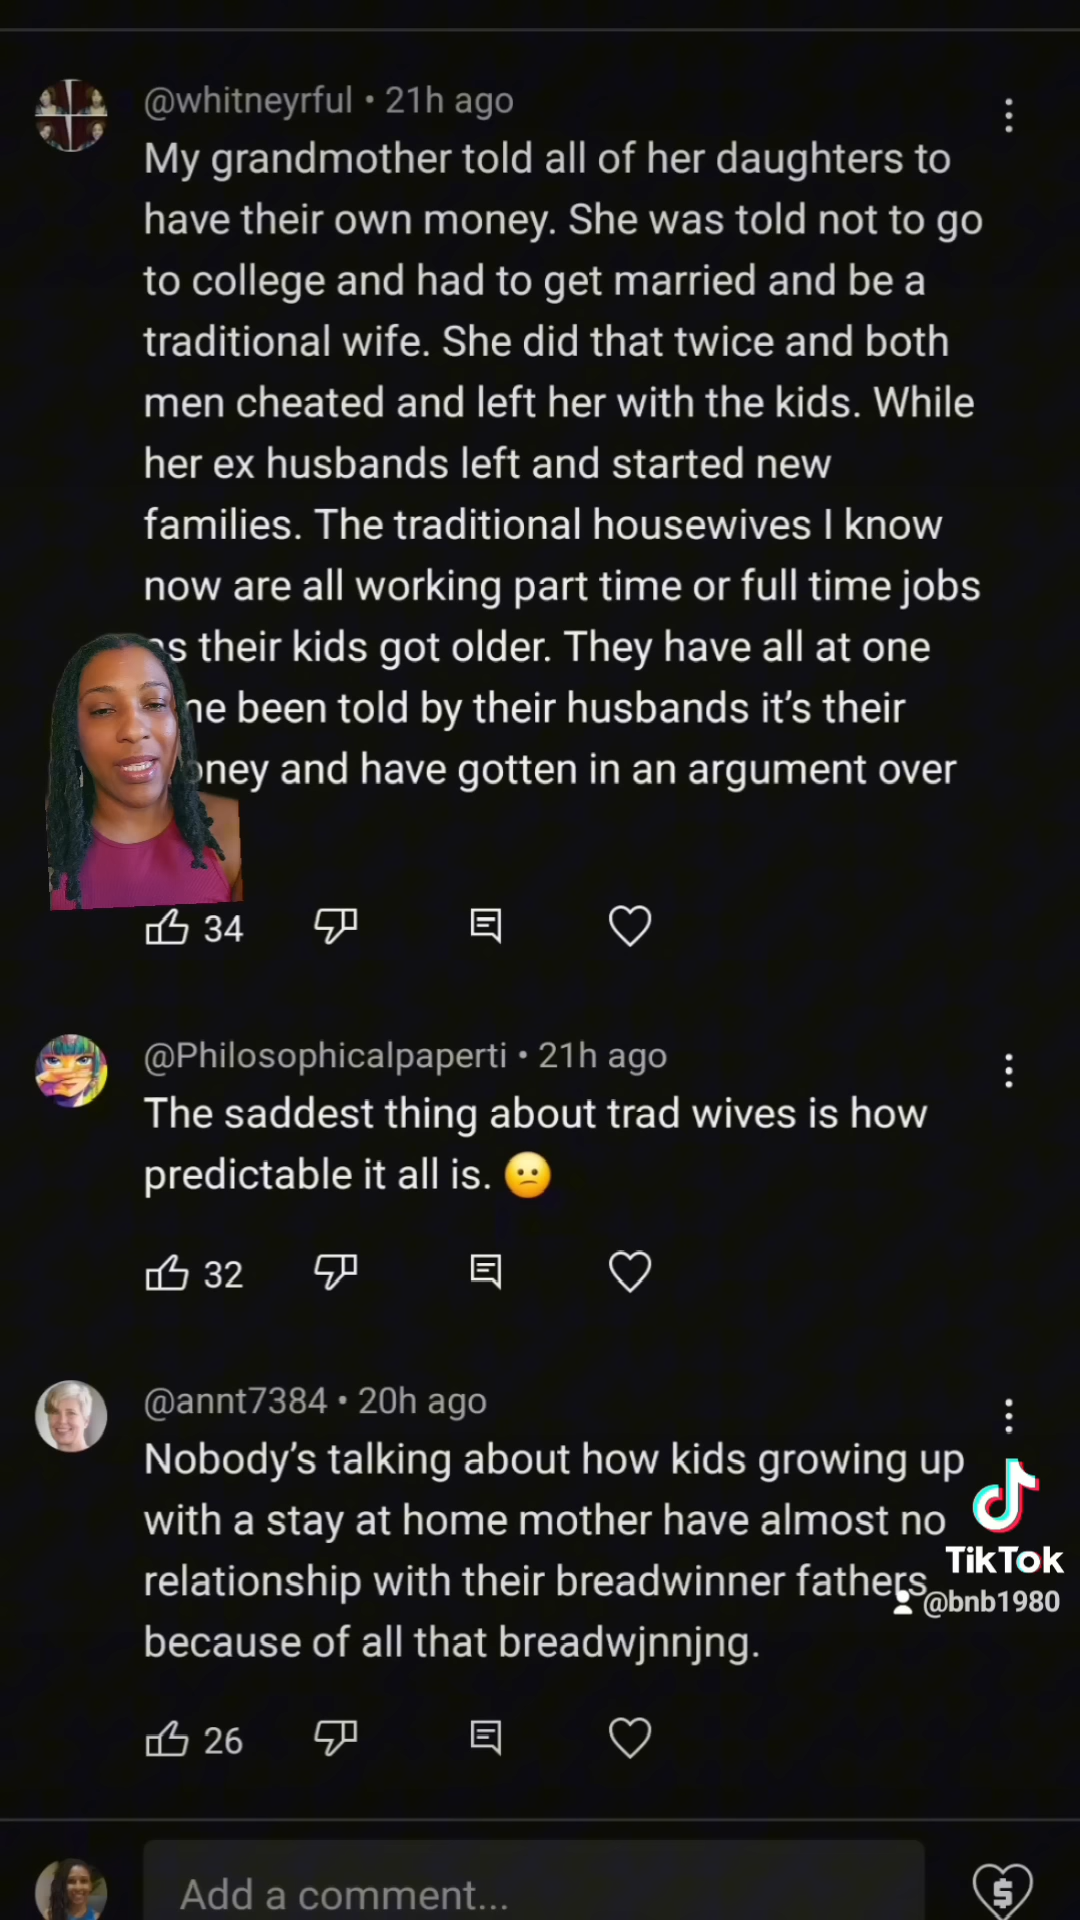 @whitneyrful • 21h ago
My grandmother told all of her daughters to
have their own money. She was told not to go
to college and had to get married and be a
traditional wife. She did that twice and both
men cheated and left her with the kids. While
her ex husbands left and started new
families. The traditional housewives I know
now are all working part time or full time jobs
their kids got older. They have all at one
been told by their husbands it's their
and have gotten in an argument over
34
@Philosophicalpaperti • 21h ago
The saddest thing about trad wives is how
predictable it all is. 😕
32
@annt7384 • 20h ago
Nobody's talking about how kids growing up
with a stay at home mother have almost no
relationship with their breadwinner fathers
because of all that breadwjnnjng.
26
TikTok
@bnb1980
Add a comment...